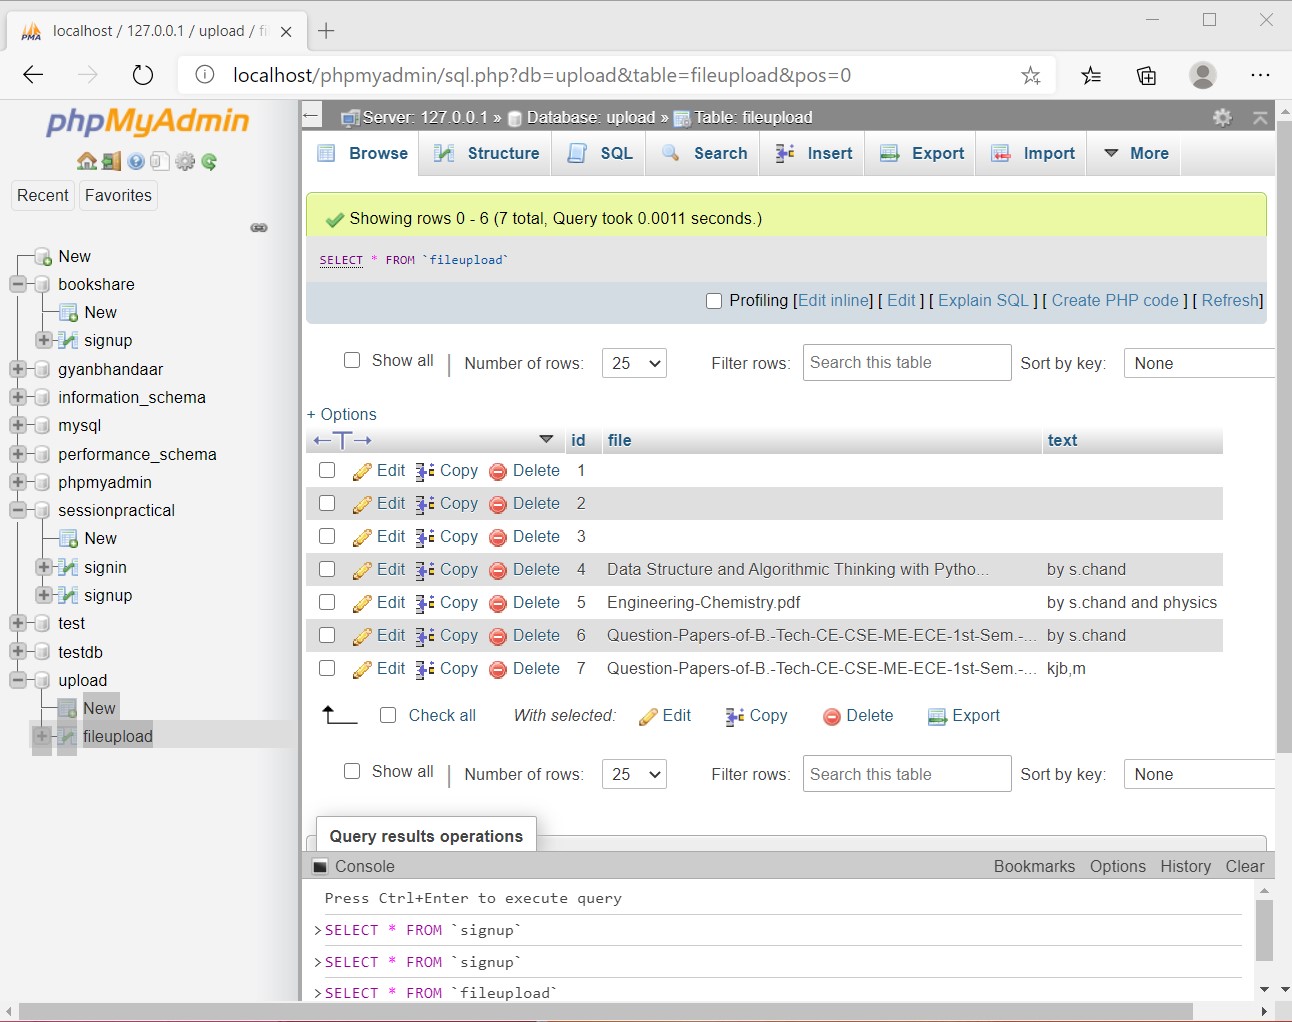 localhost / 127.0.0.1 / upload / fi
localhost/phpmyadmin/sql.php?db=upload&table=fileupload&pos=0
phpMyAdmin
Recent Favorites
New
bookshare
New
signup
gyanbhandaar
information_schema
mysql
performance_schema
phpmyadmin
sessionpractical
New
signin
signup
test
testdb
upload
New
fileupload
Server: 127.0.0.1 » Database: upload » Table: fileupload
Browse Structure SQL Search Insert Export Import More
Showing rows 0 - 6 (7 total, Query took 0.0011 seconds.)
SELECT * FROM `fileupload`
Profiling [Edit inline] [ Edit ] [ Explain SQL ] [ Create PHP code ] [ Refresh]
Show all | Number of rows: 25 Filter rows: Search this table Sort by key: None
+ Options
←T→ id file text
Edit Copy Delete 1
Edit Copy Delete 2
Edit Copy Delete 3
Edit Copy Delete 4 Data Structure and Algorithmic Thinking with Pytho... by s.chand
Edit Copy Delete 5 Engineering-Chemistry.pdf by s.chand and physics
Edit Copy Delete 6 Question-Papers-of-B.-Tech-CE-CSE-ME-ECE-1st-Sem.-... by s.chand
Edit Copy Delete 7 Question-Papers-of-B.-Tech-CE-CSE-ME-ECE-1st-Sem.-... kjb,m
Check all With selected: Edit Copy Delete Export
Show all | Number of rows: 25 Filter rows: Search this table Sort by key: None
Query results operations
Console Bookmarks Options History Clear
Press Ctrl+Enter to execute query
>SELECT * FROM `signup`
>SELECT * FROM `signup`
>SELECT * FROM `fileupload`